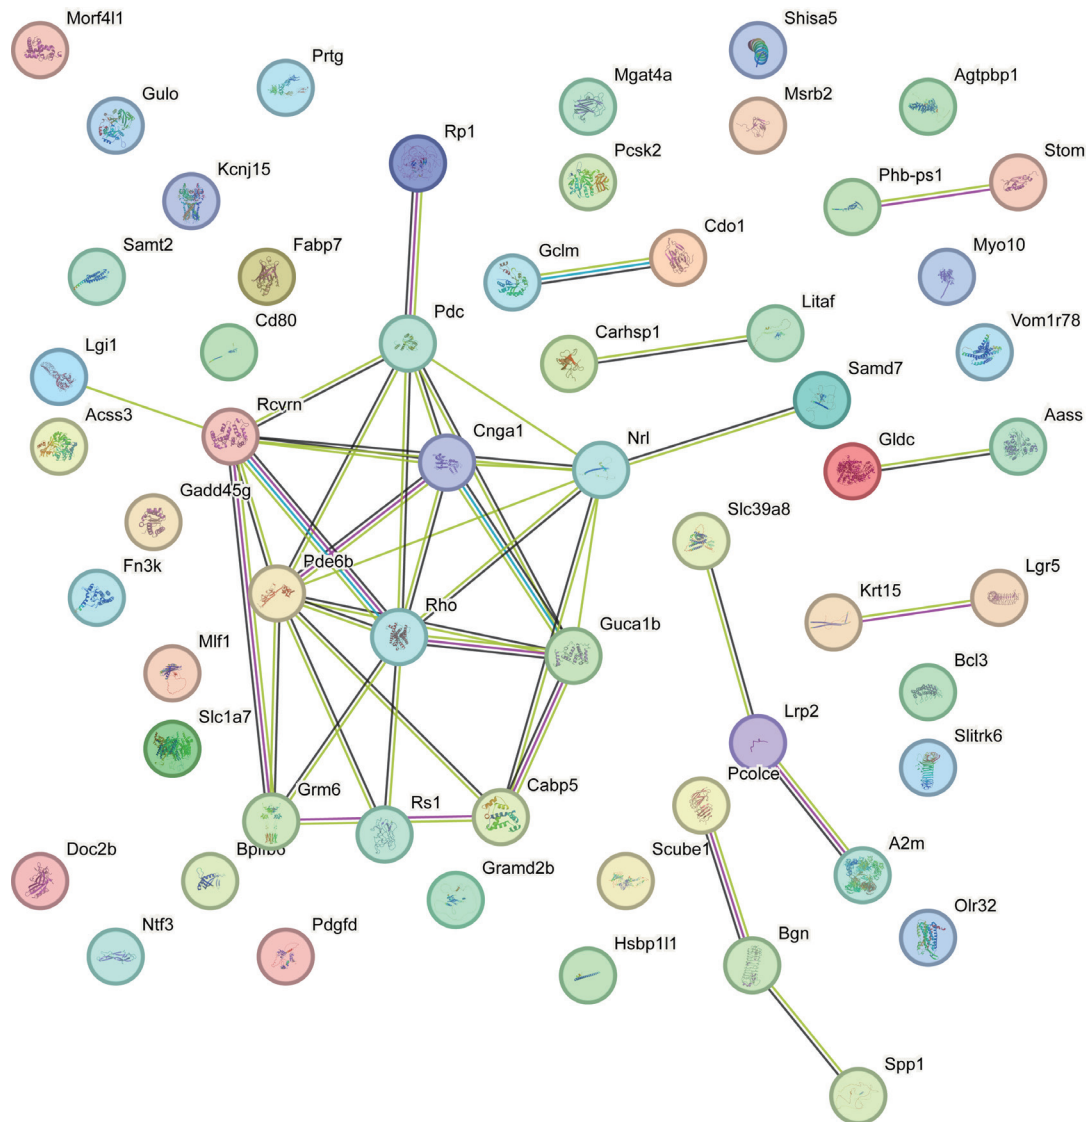 Morf4l1
Shisa5
Prtg
Mgat4a
Agtpbp1
Gulo
Msrb2
Rp1
Stom
Pcsk2
Phb-ps1
Kcnj15
Cdo1
Samt2
Fabp7
Gclm
Myo10
Pdc
Litaf
Cd80
Carhsp1
Vom1r78
Lgi1
Samd7
Rcvrn
Acss3
Cnga1
Nrl
Aass
Gldc
Gadd45g
Slc39a8
Fn3k
Pde6b
Lgr5
Rho
Krt15
Guca1b
Mlf1
Bcl3
Slc1a7
Lrp2
Slitrk6
Pcolce
Grm6
Rs1
Cabp5
Doc2b
Scube1
A2m
Gramd2b
Ntf3
Pdgfd
Olr32
Bgn
Hsbp1l1
Spp1